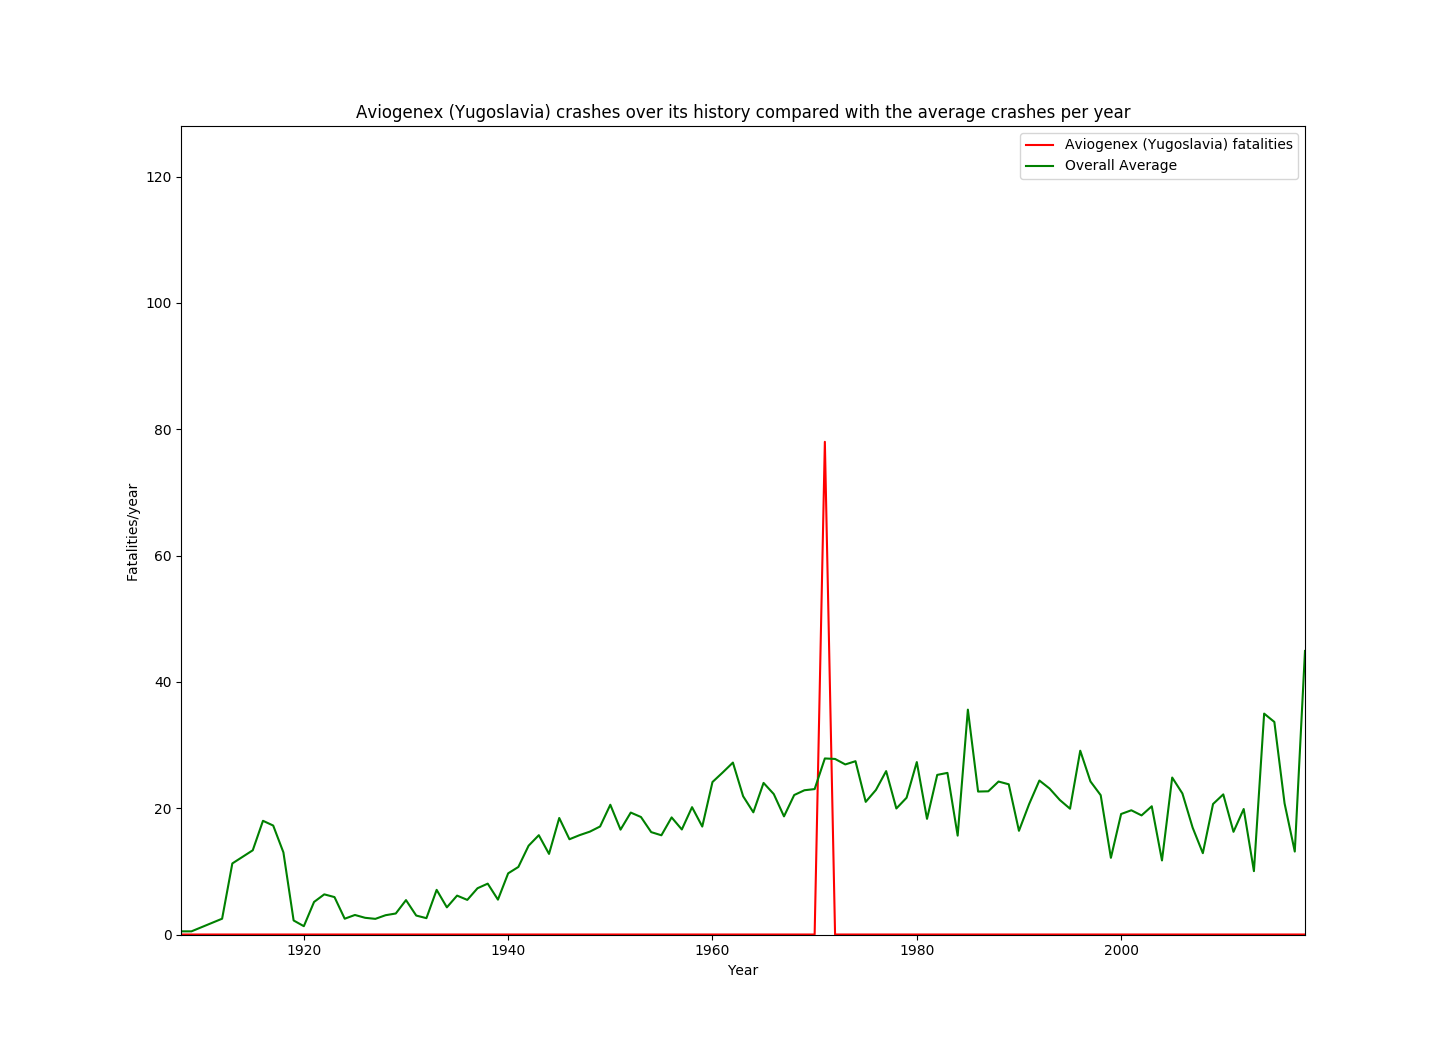 Aviogenex (Yugoslavia) crashes over its history compared with the average crashes per year
Aviogenex (Yugoslavia) fatalities
Overall Average
120
100
80
60
40
20
0
Fatalities/year
1920 1940 1960 1980 2000
Year